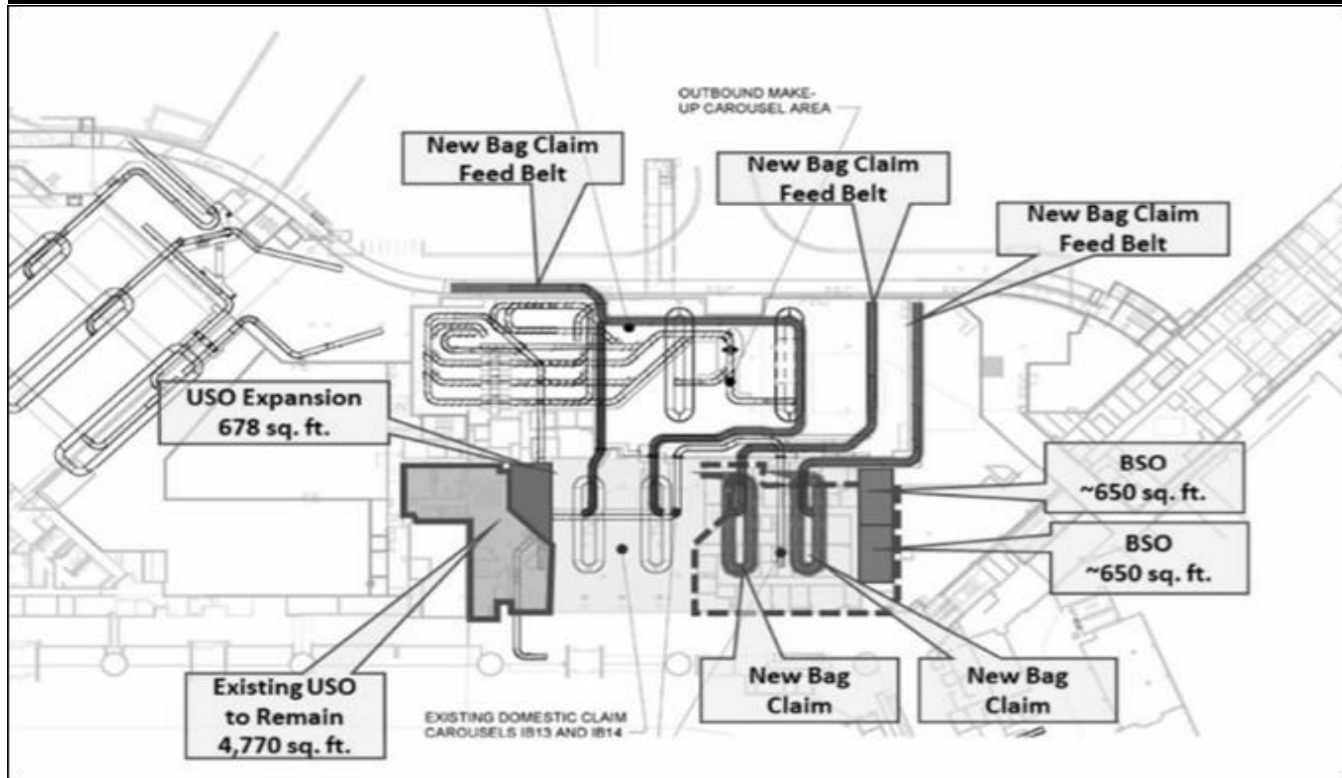 OUTBOUND MAKE-
UP CAROUSEL AREA
New Bag Claim
Feed Belt
New Bag Claim
Feed Belt
New Bag Claim
Feed Belt
USO Expansion
678 sq. ft.
BSO
~650 sq. ft.
BSO
~650 sq. ft.
Existing USO
to Remain
4,770 sq. ft.
EXISTING DOMESTIC CLAIM
CAROUSELS IB13 AND IB14
New Bag
Claim
New Bag
Claim